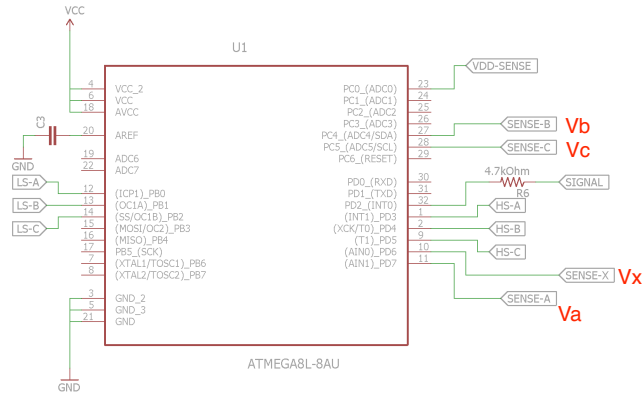 VCC
U1
4 VCC_2
6 VCC
18 AVCC
C3
20 AREF
GND
19 ADC6
22 ADC7
LS-A 12 (ICP1)_PB0
LS-B 13 (OC1A)_PB1
LS-C 14 (SS/OC1B)_PB2
15 (MOSI/OC2)_PB3
16 (MISO)_PB4
17 PB5_(SCK)
7 (XTAL1/TOSC1)_PB6
8 (XTAL2/TOSC2)_PB7
3 GND_2
5 GND_3
21 GND
GND
PC0_(ADC0) 23 VDD-SENSE
PC1_(ADC1) 24
PC2_(ADC2) 25
PC3_(ADC3) 26
PC4_(ADC4/SDA) 27 SENSE-B Vb
PC5_(ADC5/SCL) 28 SENSE-C Vc
PC6_(RESET) 29
PD0_(RXD) 30
PD1_(TXD) 31
PD2_(INT0) 32 4.7kOhm R6 SIGNAL
(INT1)_PD3 1 HS-A
(XCK/T0)_PD4 2 HS-B
(T1)_PD5 9 HS-C
(AIN0)_PD6 10 SENSE-X Vx
(AIN1)_PD7 11 SENSE-A Va
ATMEGA8L-8AU